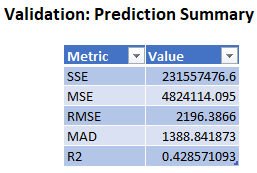 Validation: Prediction Summary
Metric Value
SSE 231557476.6
MSE 4824114.095
RMSE 2196.3866
MAD 1388.841873
R2 0.428571093